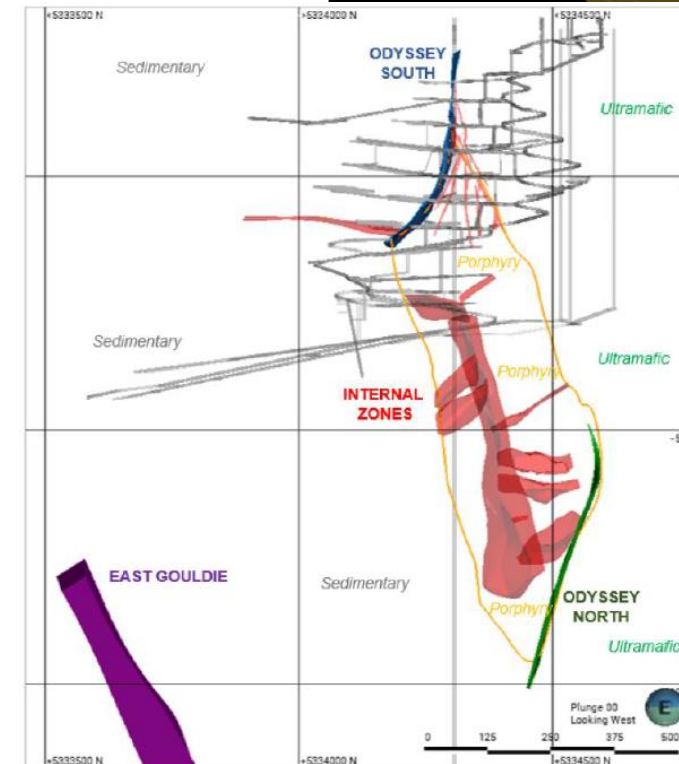 +5333500 N
+5334000 N
+5334500 N
ODYSSEY
SOUTH
Sedimentary
Ultramafic
Porphyry
Sedimentary
Ultramafic
Porphyry
INTERNAL
ZONES
EAST GOULDIE
Sedimentary
Porphyry
ODYSSEY
NORTH
Ultramafic
Plunge 00
Looking West
E
0 125 250 375 500
+5333500 N
+5334000 N
+5334500 N